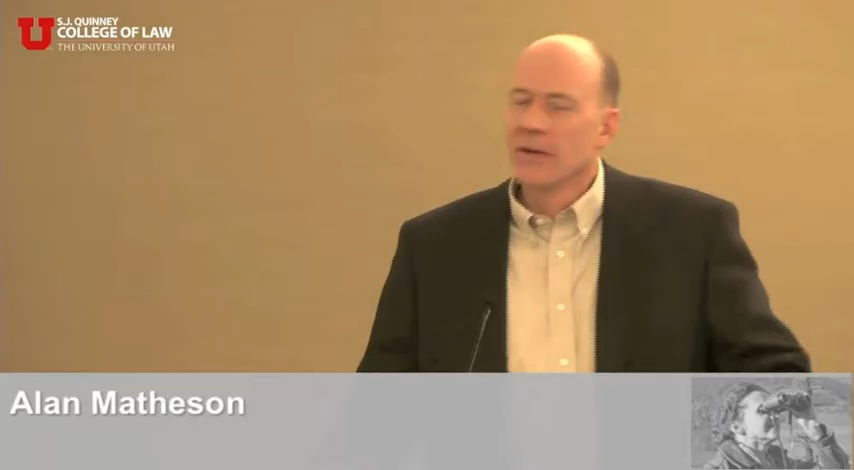 S.J. QUINNEY
COLLEGE OF LAW
THE UNIVERSITY OF UTAH
Alan Matheson